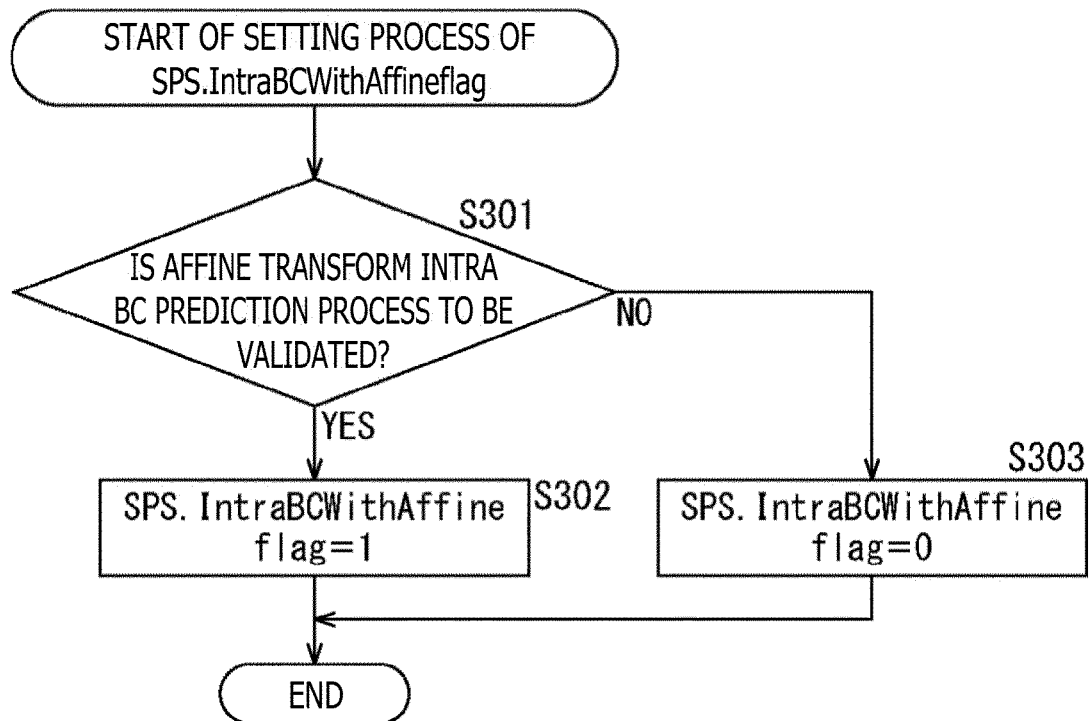 START OF SETTING PROCESS OF
SPS.IntraBCWithAffineflag
S301
IS AFFINE TRANSFORM INTRA
BC PREDICTION PROCESS TO BE
VALIDATED?
NO
YES
S302
SPS. IntraBCWithAffine
flag=1
S303
SPS. IntraBCWithAffine
flag=0
END